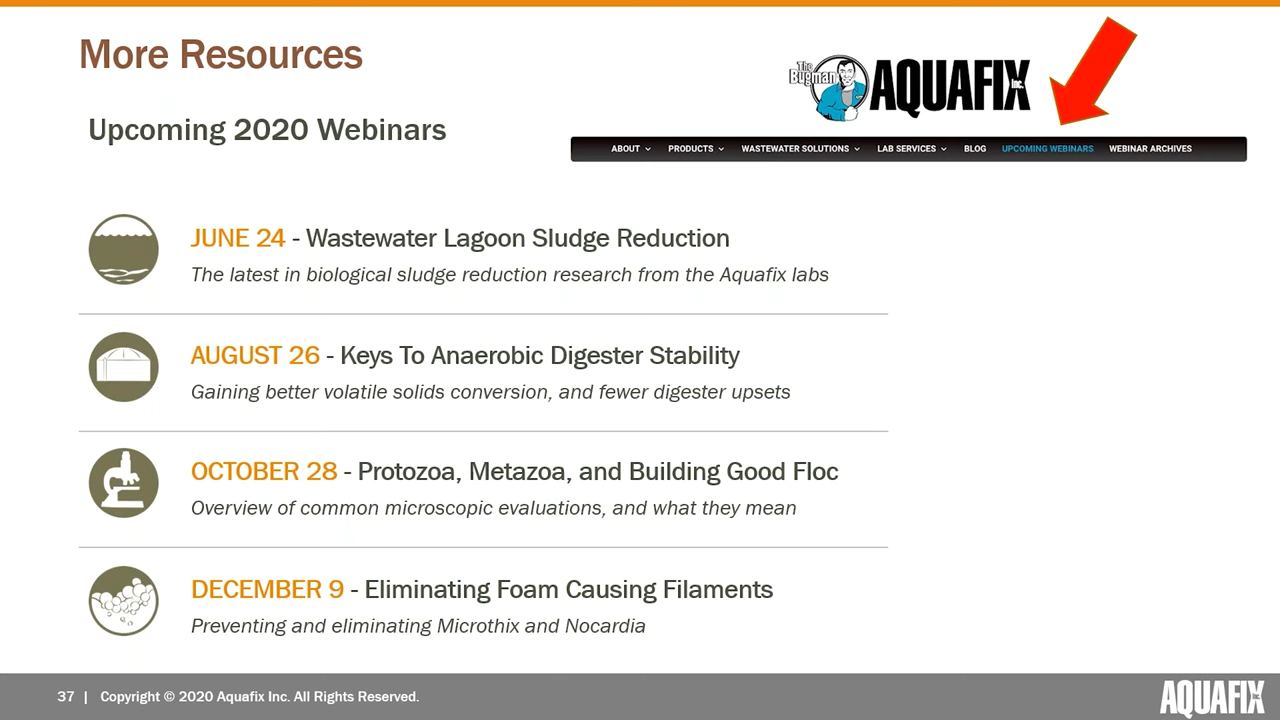 More Resources
The Bugman AQUAFIX Inc.
Upcoming 2020 Webinars
ABOUT PRODUCTS WASTEWATER SOLUTIONS LAB SERVICES BLOG UPCOMING WEBINARS WEBINAR ARCHIVES
JUNE 24 - Wastewater Lagoon Sludge Reduction
The latest in biological sludge reduction research from the Aquafix labs
AUGUST 26 - Keys To Anaerobic Digester Stability
Gaining better volatile solids conversion, and fewer digester upsets
OCTOBER 28 - Protozoa, Metazoa, and Building Good Floc
Overview of common microscopic evaluations, and what they mean
DECEMBER 9 - Eliminating Foam Causing Filaments
Preventing and eliminating Microthix and Nocardia
37 | Copyright © 2020 Aquafix Inc. All Rights Reserved.
AQUAFIX Inc.